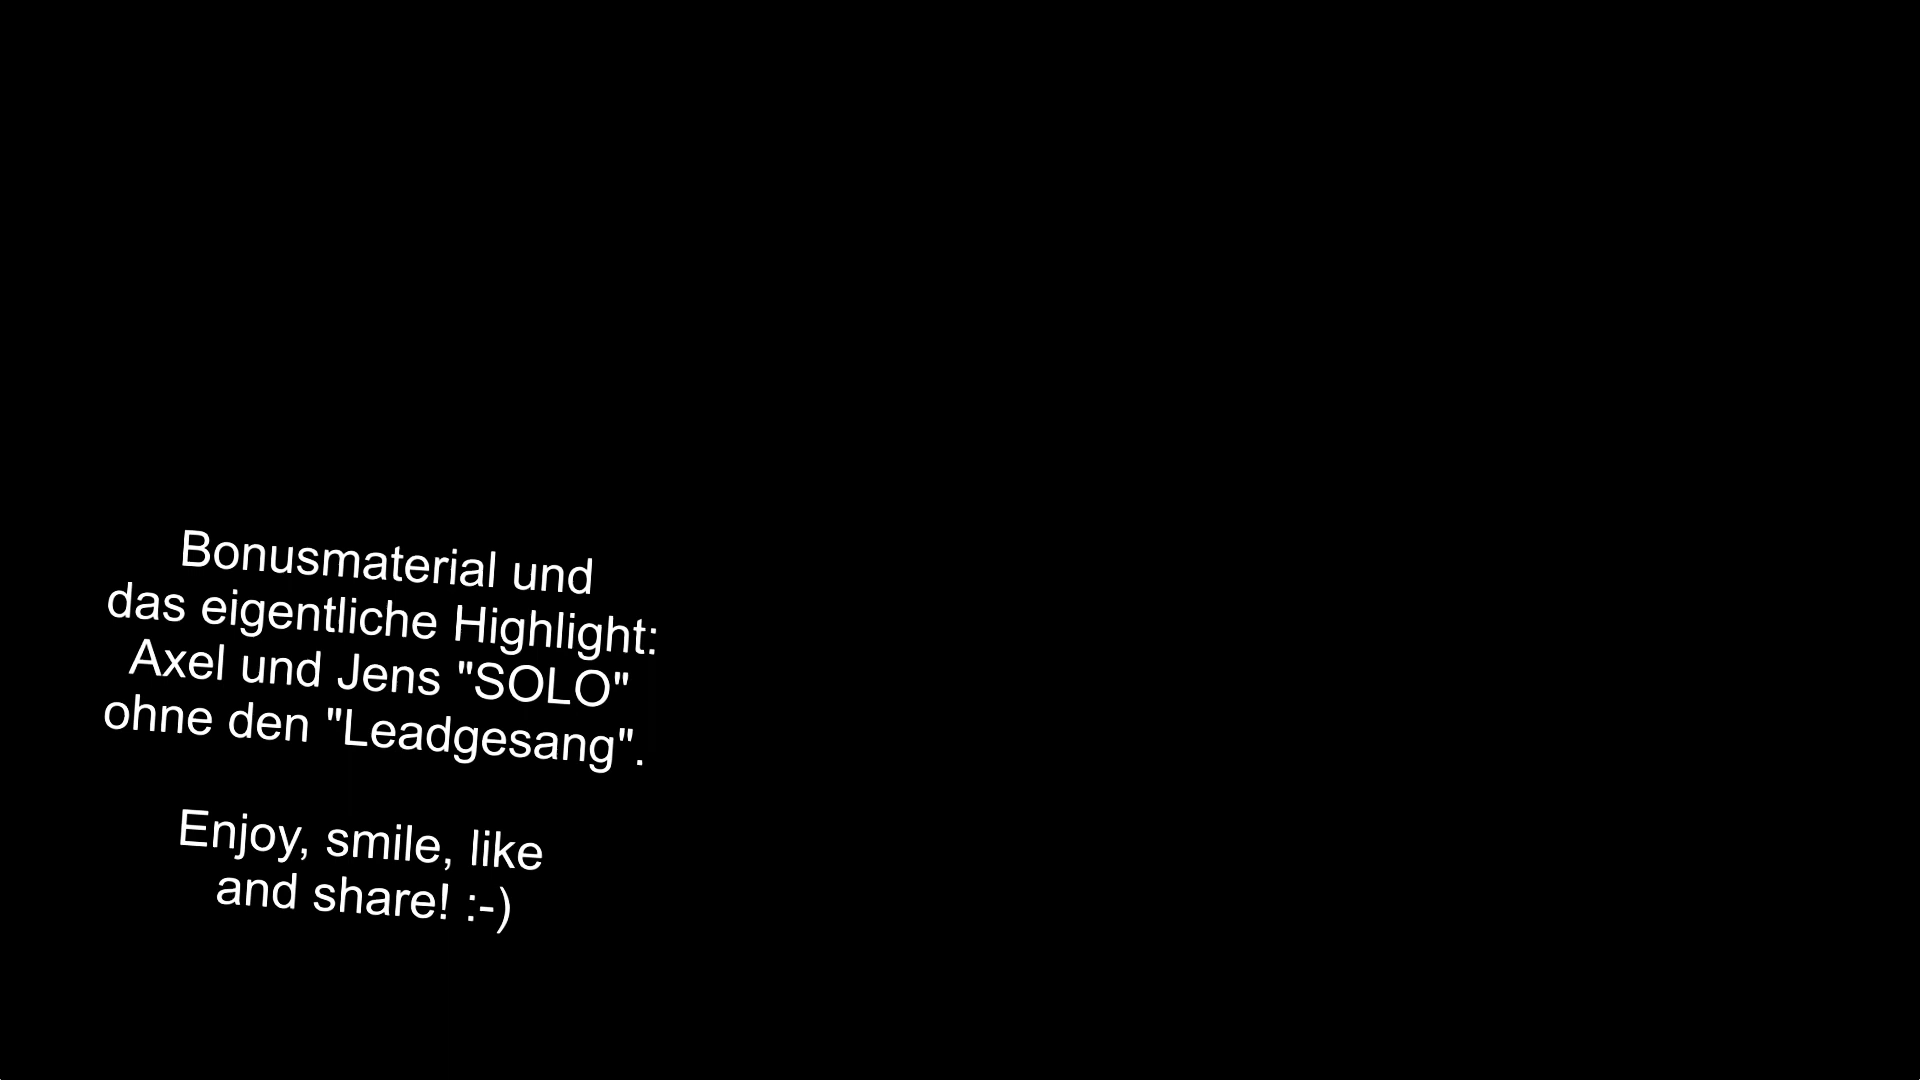 Bonusmaterial und
das eigentliche Highlight:
Axel und Jens "SOLO"
ohne den "Leadgesang".
Enjoy, smile, like
and share! :-)